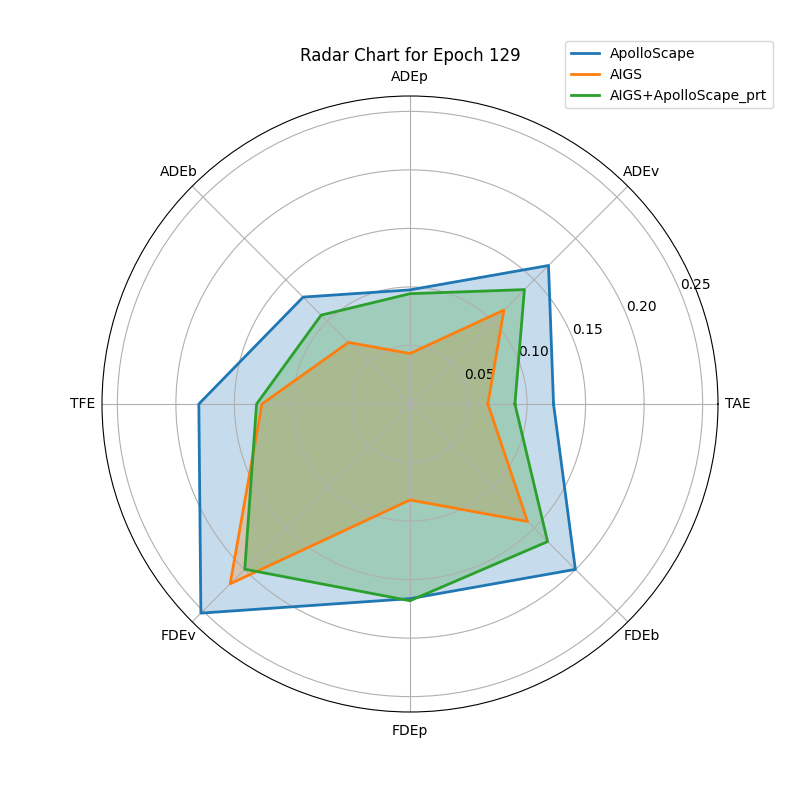 Radar Chart for Epoch 129
ApolloScape
AIGS
AIGS+ApolloScape_prt
ADEp
ADEb
ADEv
0.25
0.20
0.15
0.10
0.05
TFE
TAE
FDEv
FDEb
FDEp